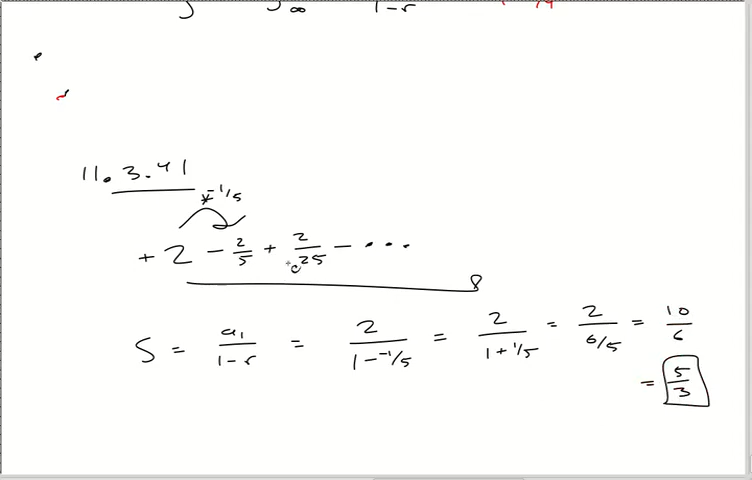 S∞ 1-r
11.3.41
* -1/5
+ 2 - 2/5 + 2/25 - ...
S = a₁/(1-r) = 2/(1--1/5) = 2/(1+1/5) = 2/(6/5) = 10/6
= 5/3